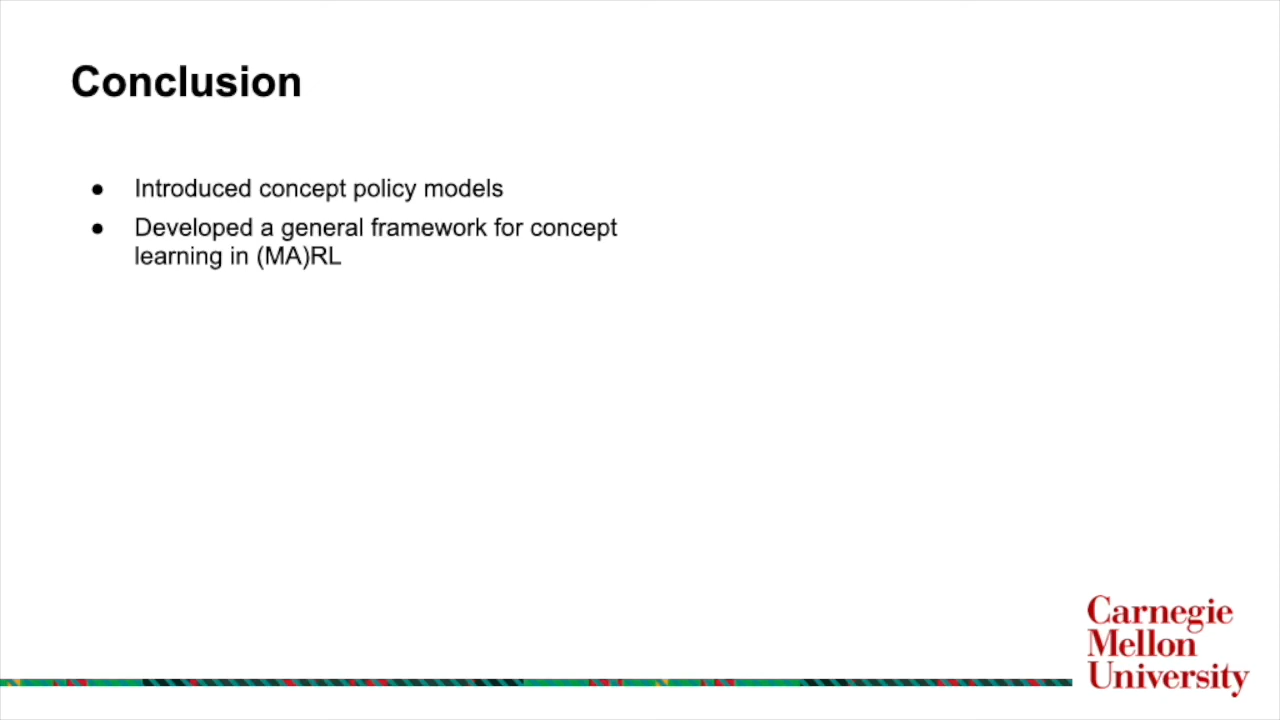 Conclusion
● Introduced concept policy models
● Developed a general framework for concept
learning in (MA)RL
Carnegie
Mellon
University